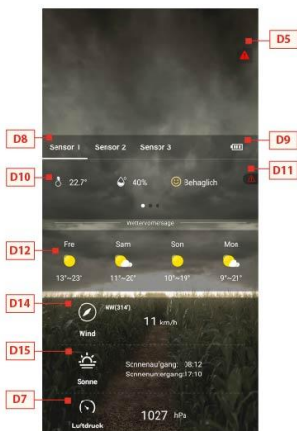 D5
D8
D9
Sensor 1 Sensor 2 Sensor 3
D11
D10
22.7° 40% Behaglich
Wettervorhersage
D12
Fre Sam Son Mon
13°~23° 11°~20° 10°~19° 9°~21°
D14
NW(314°)
11 km/h
Wind
D15
Sonnenaufgang: 08:12
Sonnenuntergang: 17:10
Sonne
D7
1027 hPa
Luftdruck